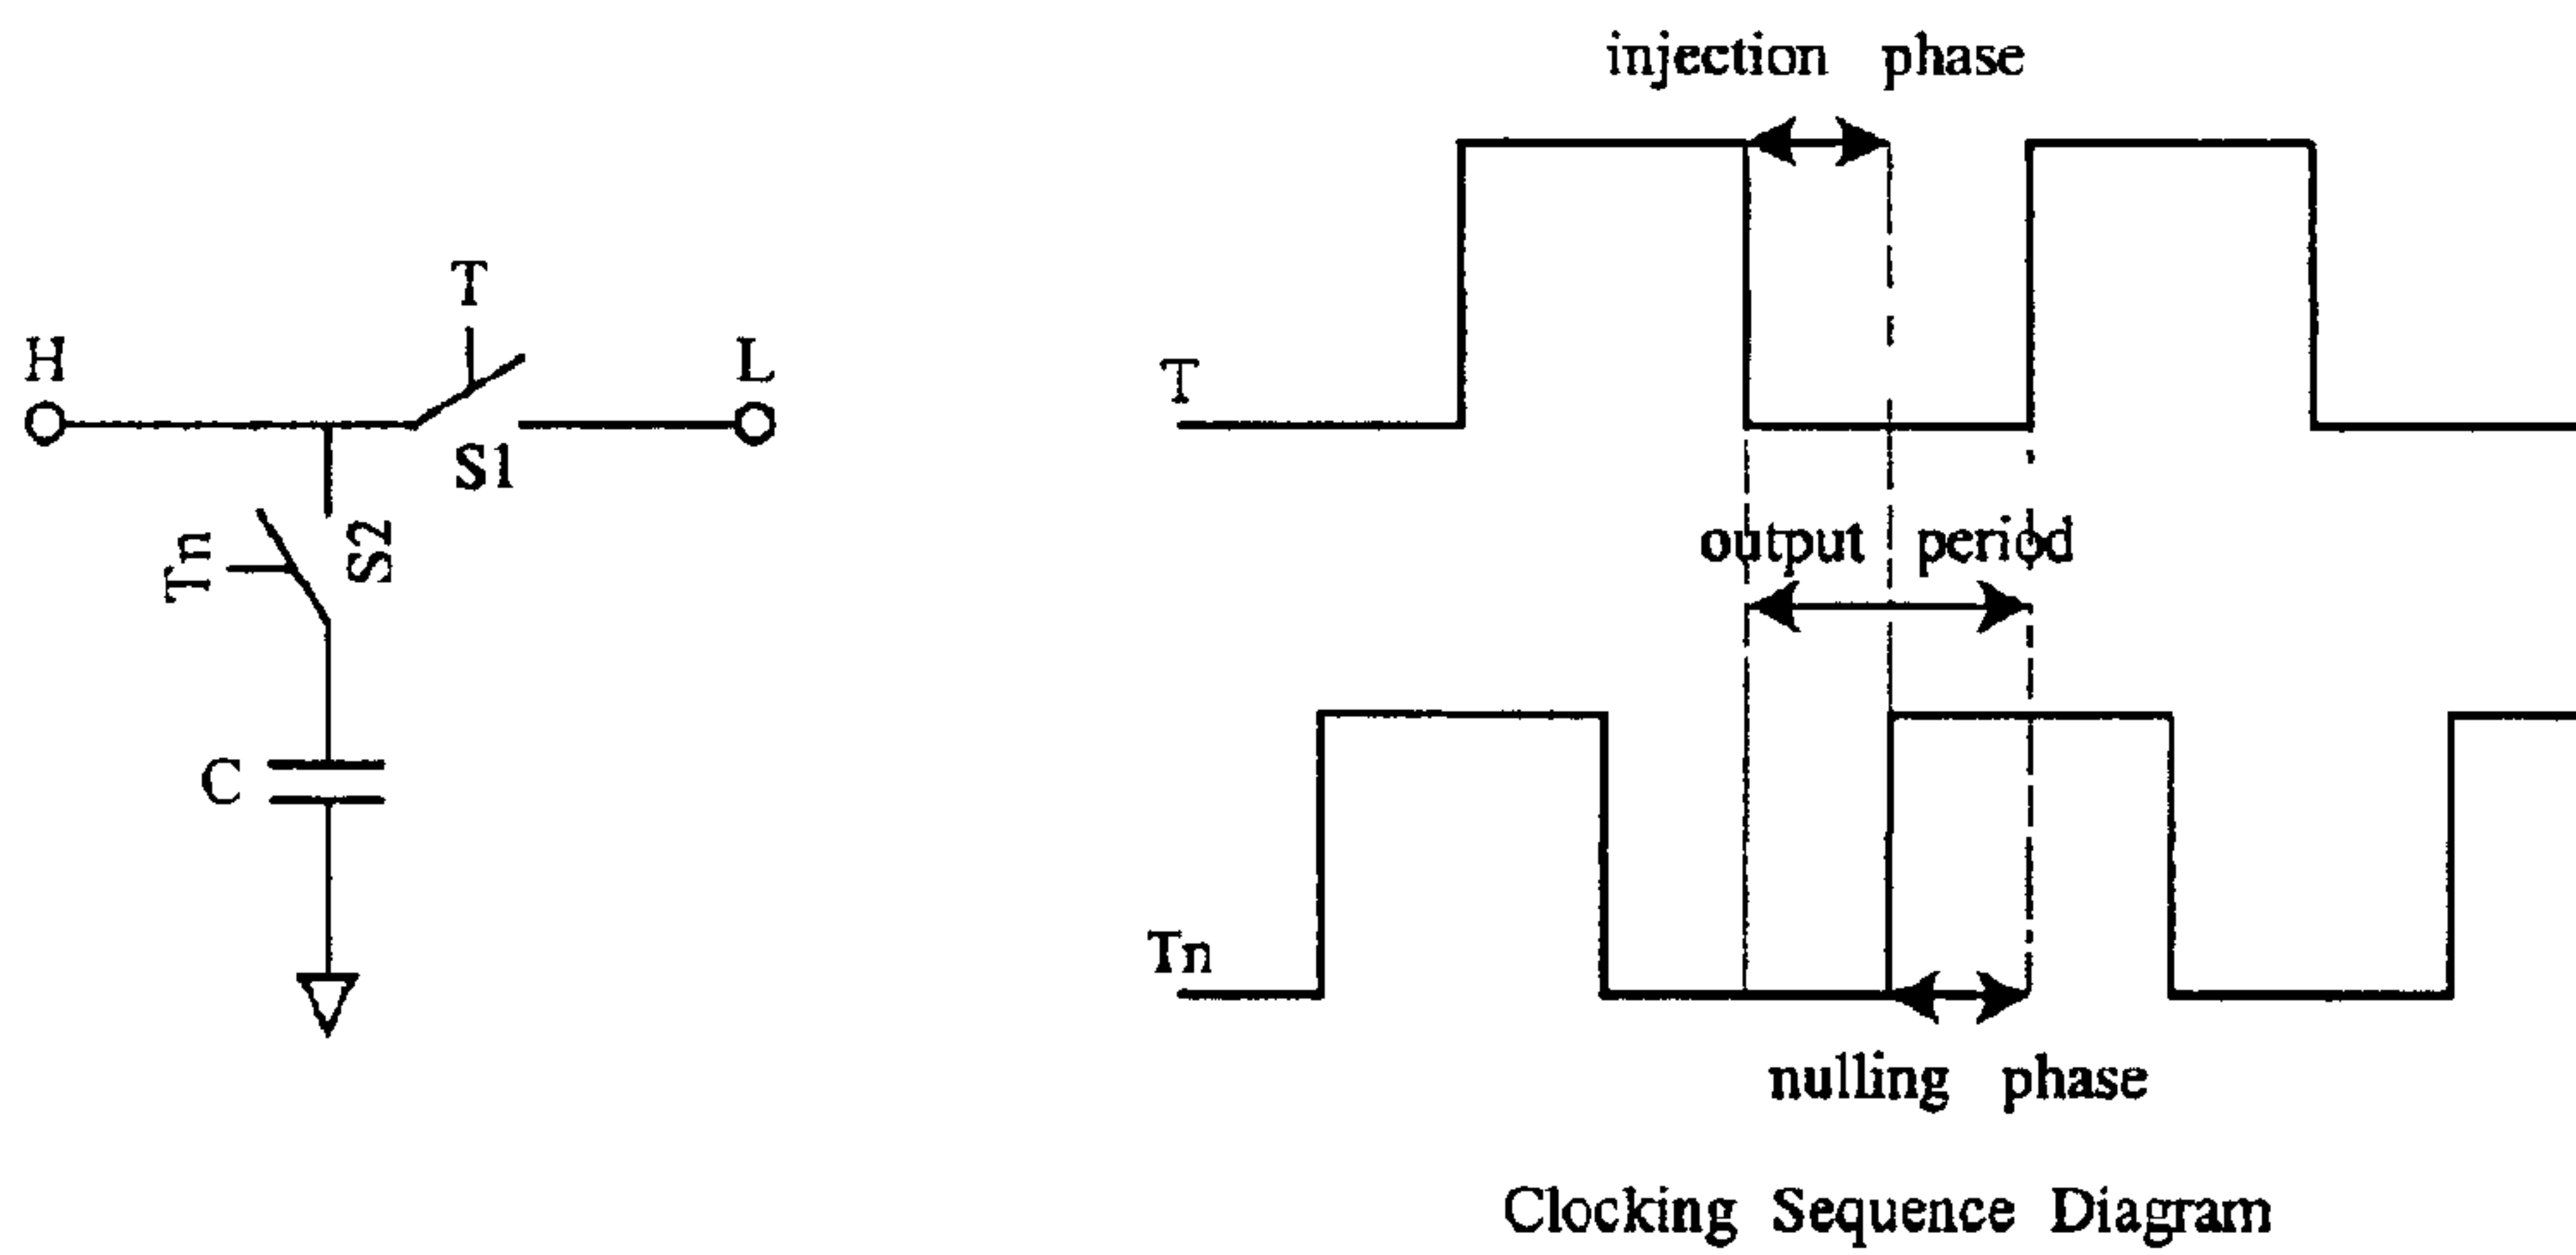 injection phase
T
H
L
S1
T
output period
Tn
S2
C
Tn
nulling phase
Clocking Sequence Diagram